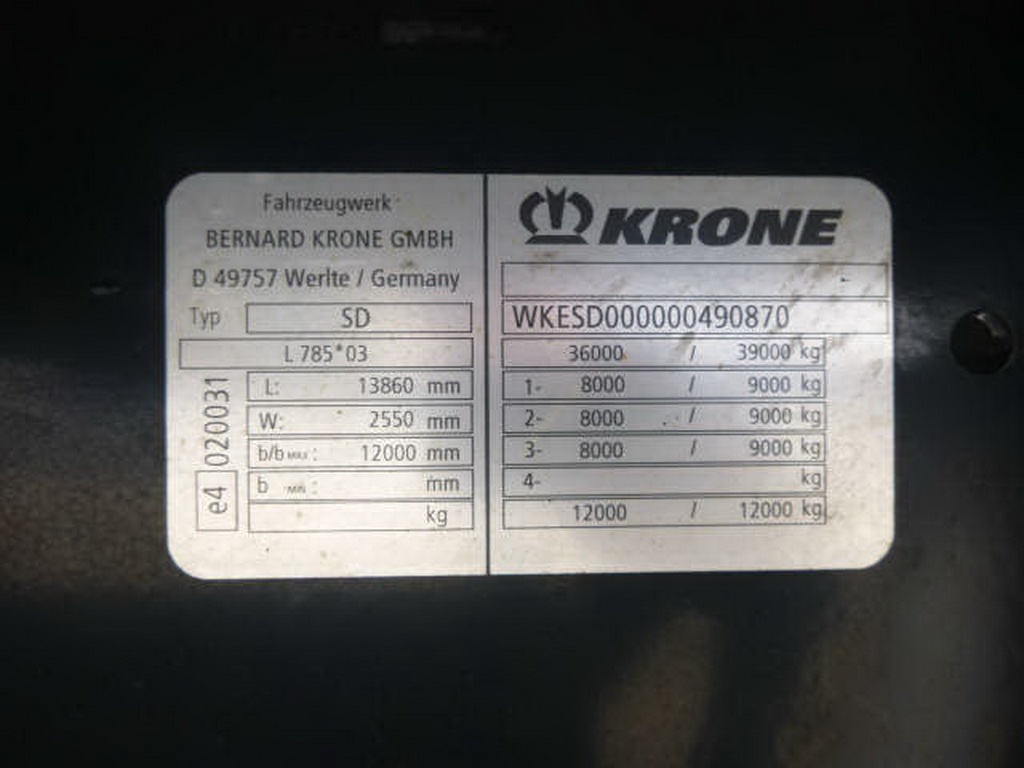 Fahrzeugwerk
BERNARD KRONE GMBH
D 49757 Werlte / Germany
Typ SD
L 785*03
L: 13860 mm
W: 2550 mm
b/b MAX: 12000 mm
b MIN: mm
kg
e4 020031
KRONE
-
WKESD000000490870
36000 / 39000 kg
1- 8000 / 9000 kg
2- 8000 / 9000 kg
3- 8000 / 9000 kg
4- kg
12000 / 12000 kg